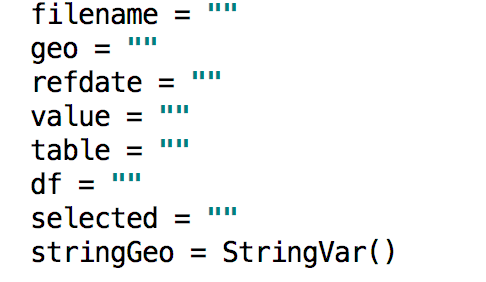 filename = ""
geo = ""
refdate = ""
value = ""
table = ""
df = ""
selected = ""
stringGeo = StringVar()